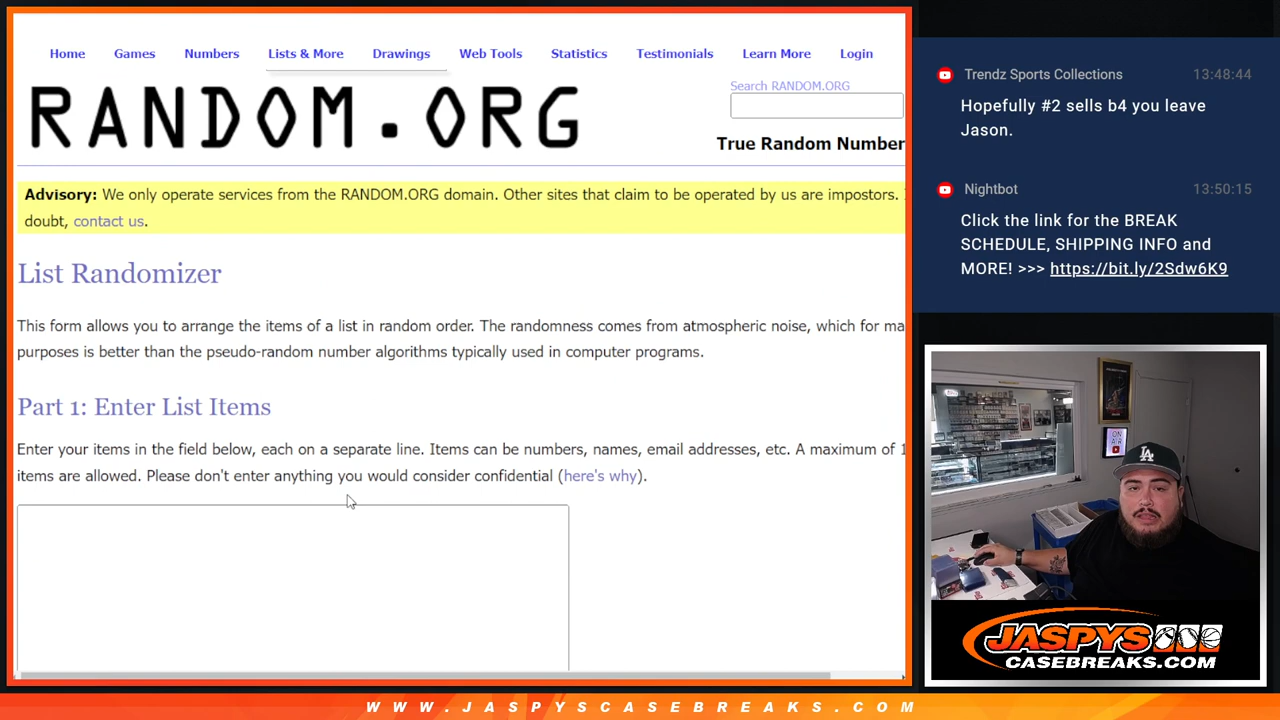 Home Games Numbers Lists & More Drawings Web Tools Statistics Testimonials Learn More Login
RANDOM.ORG
Search RANDOM.ORG
True Random Number
Advisory: We only operate services from the RANDOM.ORG domain. Other sites that claim to be operated by us are impostors.
doubt, contact us.
List Randomizer
This form allows you to arrange the items of a list in random order. The randomness comes from atmospheric noise, which for ma
purposes is better than the pseudo-random number algorithms typically used in computer programs.
Part 1: Enter List Items
Enter your items in the field below, each on a separate line. Items can be numbers, names, email addresses, etc. A maximum of 1
items are allowed. Please don't enter anything you would consider confidential (here's why).
Trendz Sports Collections 13:48:44
Hopefully #2 sells b4 you leave
Jason.
Nightbot 13:50:15
Click the link for the BREAK
SCHEDULE, SHIPPING INFO and
MORE! >>> https://bit.ly/2Sdw6K9
ON
AIR
LA
JASPYS
CASEBREAKS.COM
WWW.JASPYSCASEBREAKS.COM